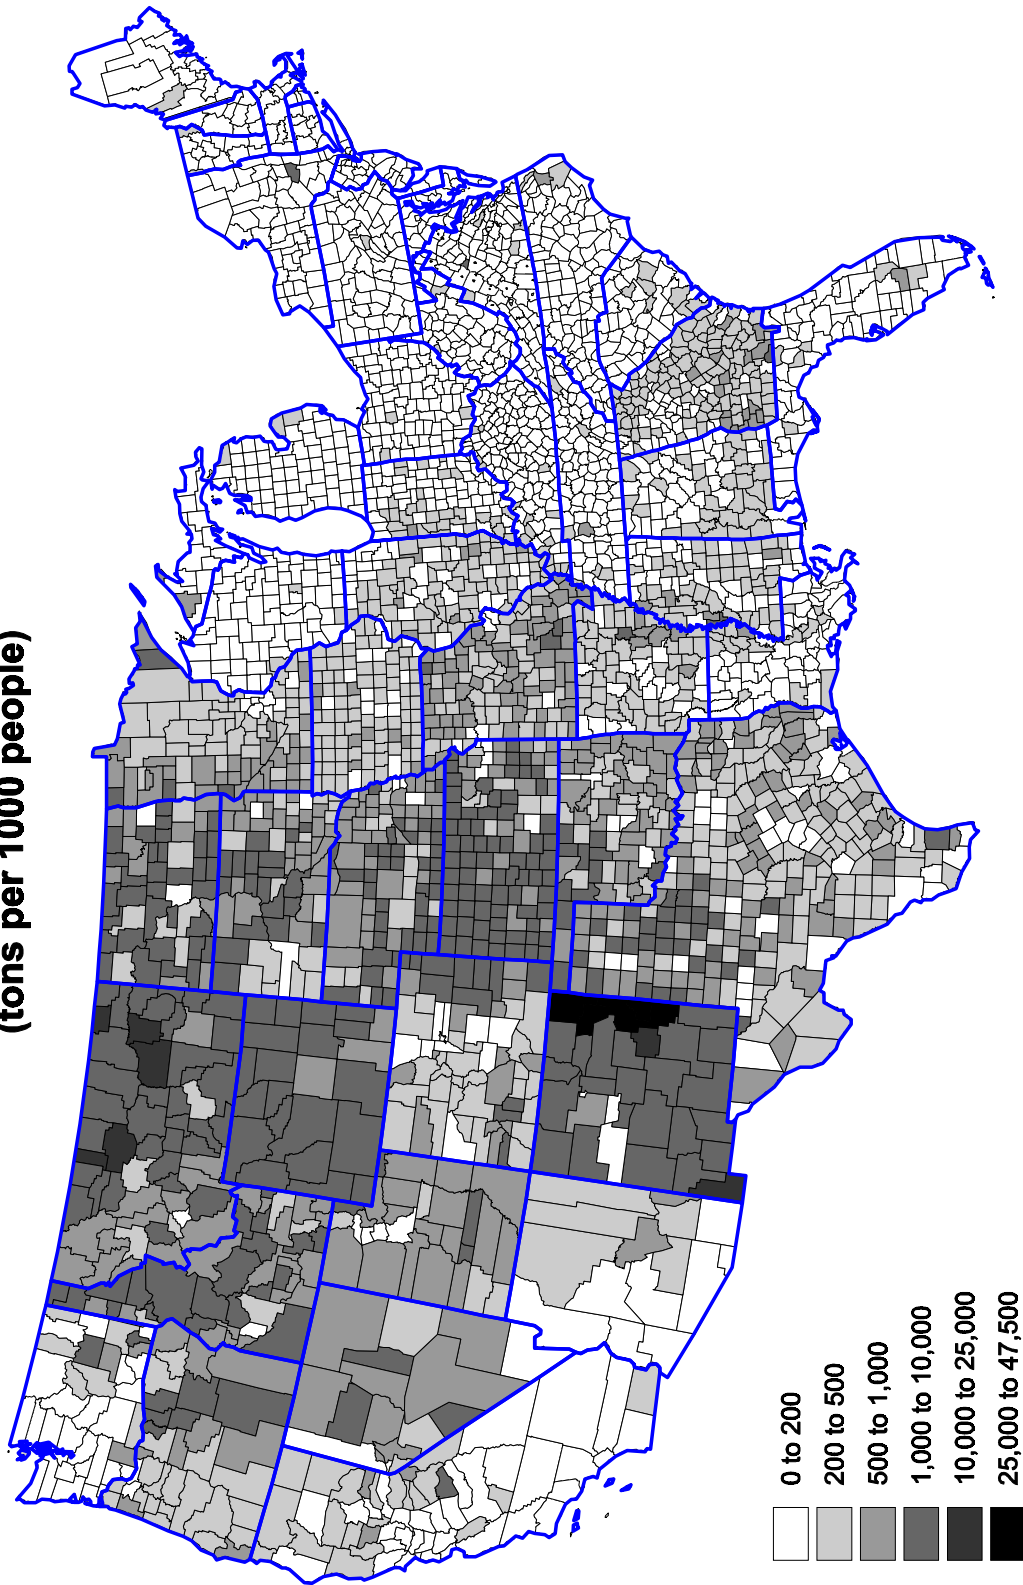 (tons per 1000 people)
0 to 200
200 to 500
500 to 1,000
1,000 to 10,000
10,000 to 25,000
25,000 to 47,500